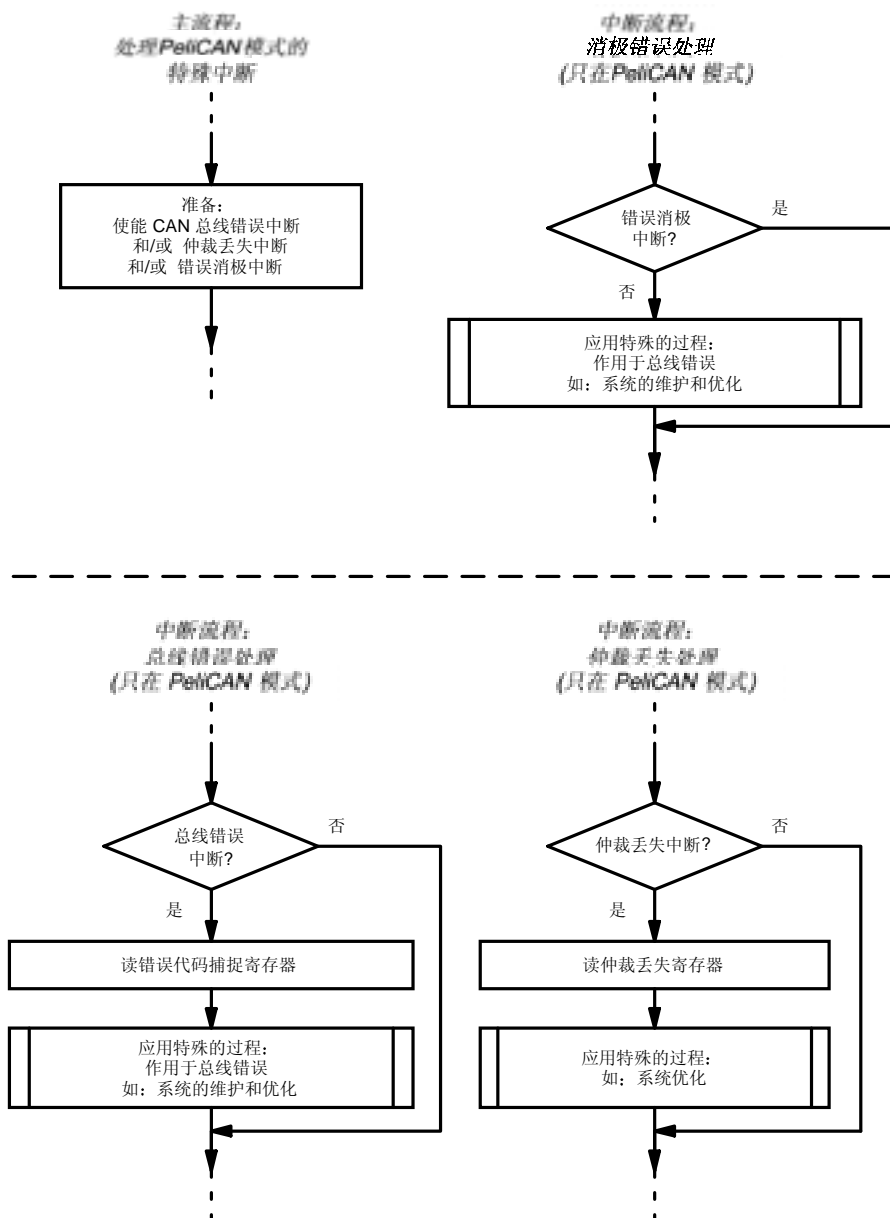 主流程：
处理PeliCAN模式的
特殊中断
准备：
使能 CAN 总线错误中断
和/或 仲裁丢失中断
和/或 错误消极中断
中断流程：
消极错误处理
(只在PeliCAN 模式)
错误消极
中断?
是
否
应用特殊的过程：
作用于总线错误
如：系统的维护和优化
中断流程：
总线错误处理
(只在 PeliCAN 模式)
总线错误
中断?
否
是
读错误代码捕捉寄存器
应用特殊的过程：
作用于总线错误
如：系统的维护和优化
中断流程：
仲裁丢失处理
(只在 PeliCAN 模式)
仲裁丢失中断?
否
是
读仲裁丢失寄存器
应用特殊的过程：
如：系统优化